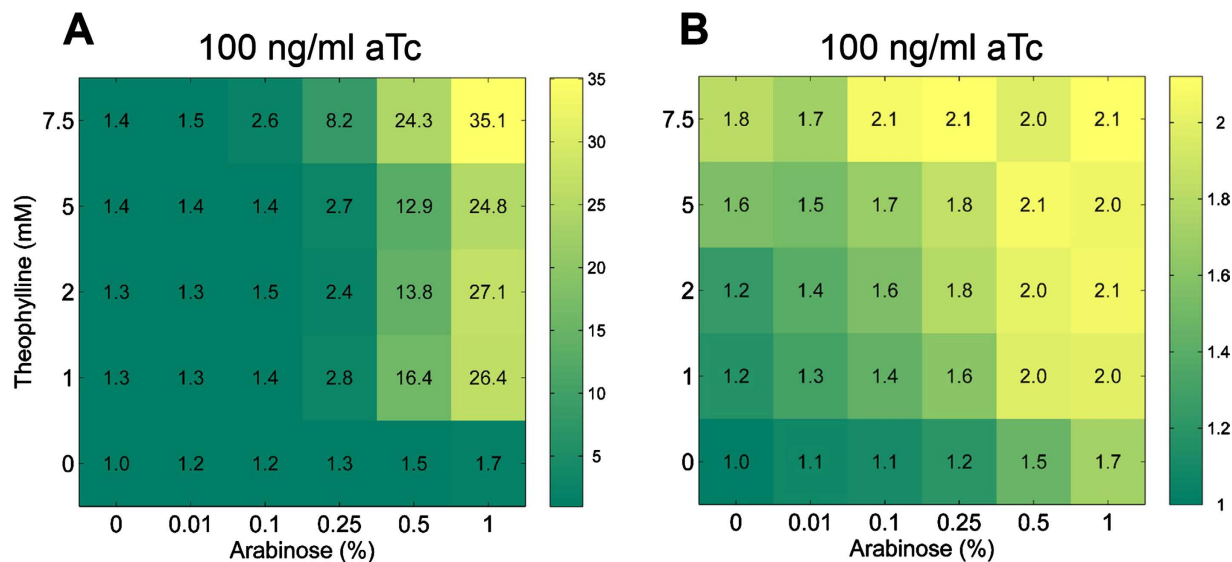 A
100 ng/ml aTc
Theophylline (mM)
7.5 1.4 1.5 2.6 8.2 24.3 35.1
5 1.4 1.4 1.4 2.7 12.9 24.8
2 1.3 1.3 1.5 2.4 13.8 27.1
1 1.3 1.3 1.4 2.8 16.4 26.4
0 1.0 1.2 1.2 1.3 1.5 1.7
0 0.01 0.1 0.25 0.5 1
Arabinose (%)
35
30
25
20
15
10
5
B
100 ng/ml aTc
7.5 1.8 1.7 2.1 2.1 2.0 2.1
5 1.6 1.5 1.7 1.8 2.1 2.0
2 1.2 1.4 1.6 1.8 2.0 2.1
1 1.2 1.3 1.4 1.6 2.0 2.0
0 1.0 1.1 1.1 1.2 1.5 1.7
0 0.01 0.1 0.25 0.5 1
Arabinose (%)
2
1.8
1.6
1.4
1.2
1